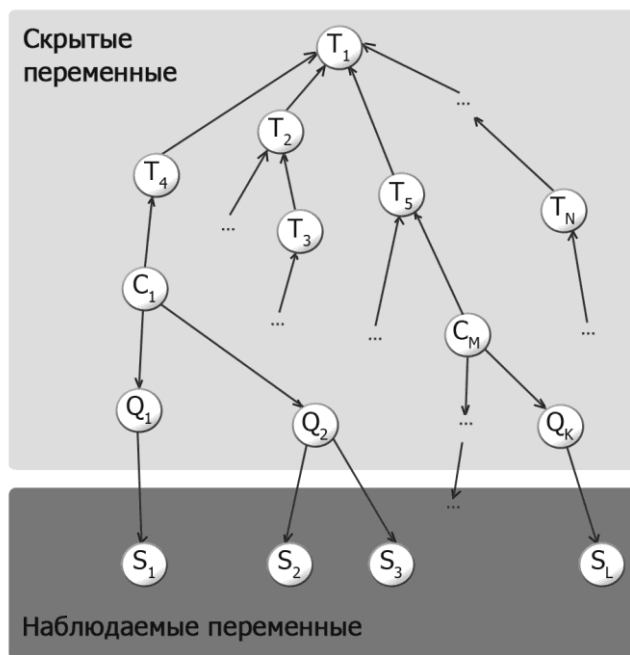 Скрытые
переменные
T1
...
T2
T4
T5
TN
...
T3
C1
...
...
...
CM
Q1
Q2
...
QK
...
S1
S2
S3
SL
Наблюдаемые переменные